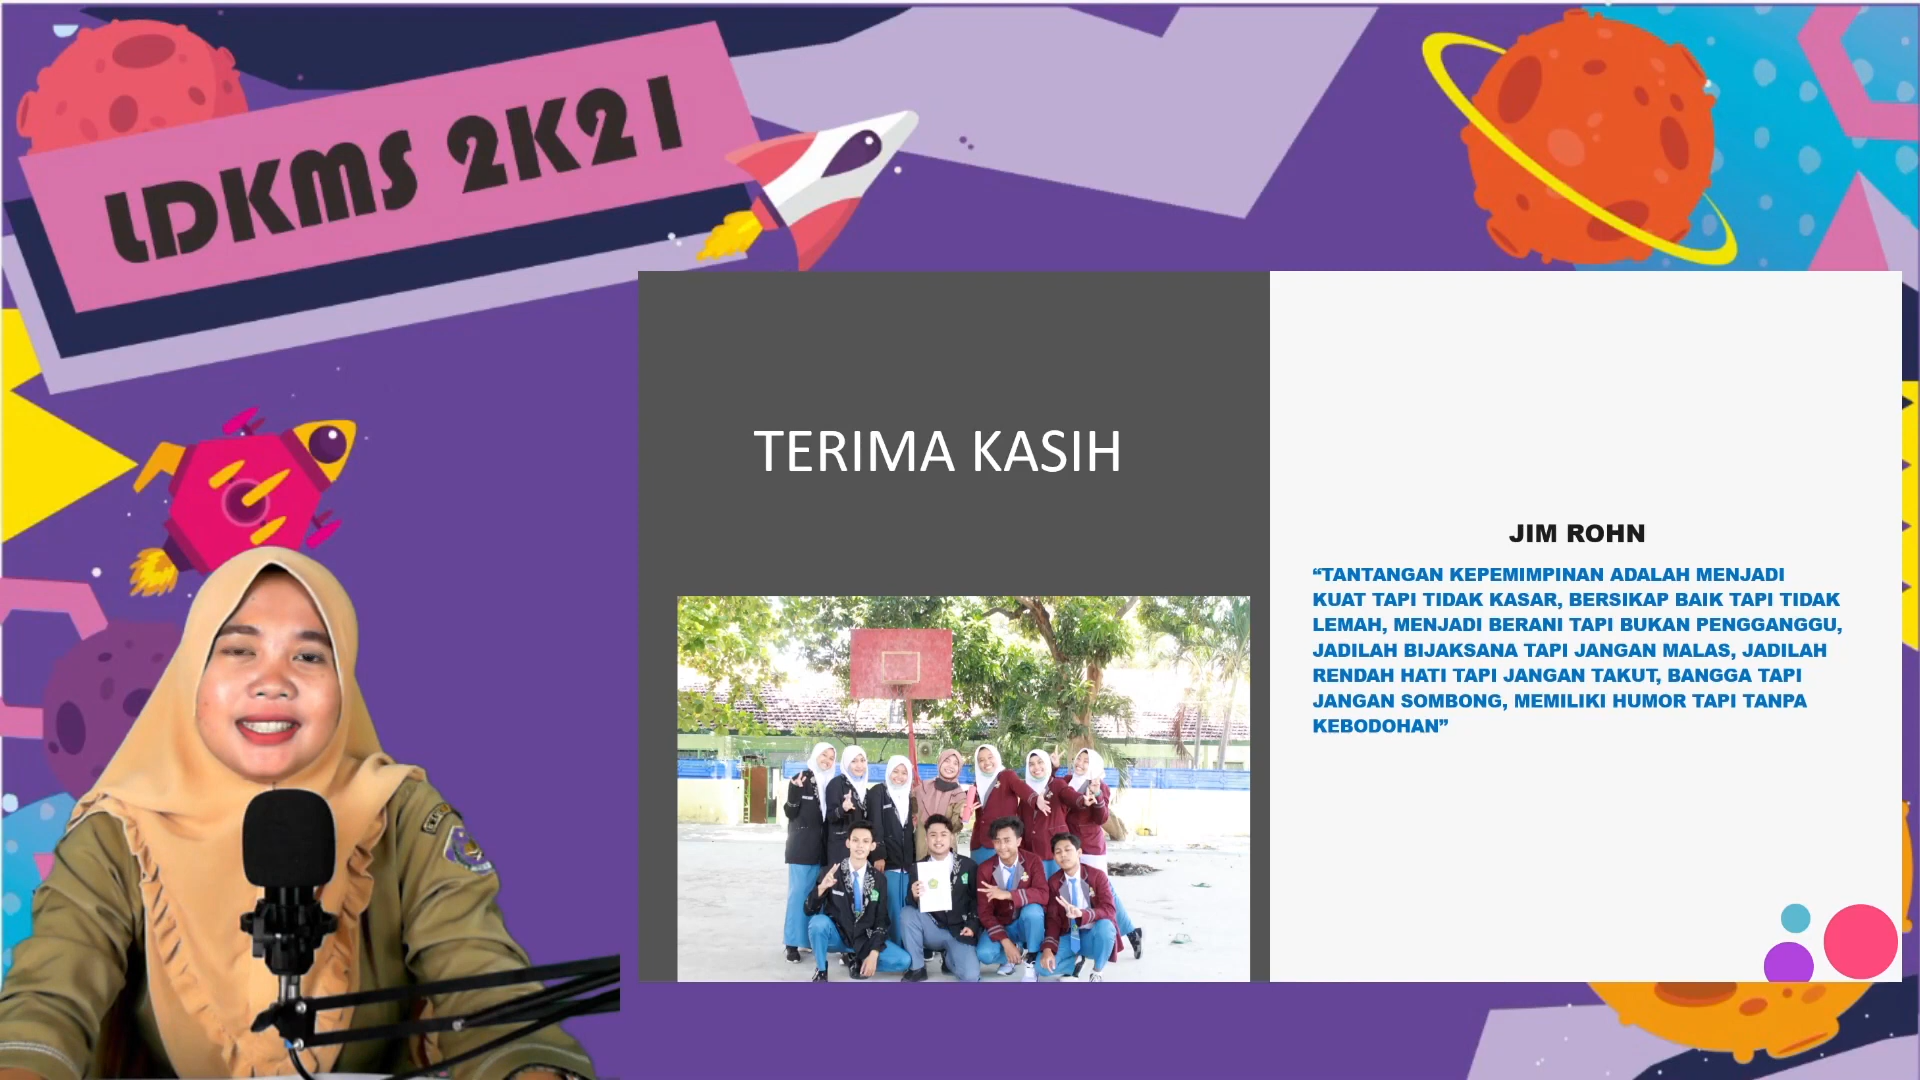 LDKMS 2K21
TERIMA KASIH
JIM ROHN
“TANTANGAN KEPEMIMPINAN ADALAH MENJADI
KUAT TAPI TIDAK KASAR, BERSIKAP BAIK TAPI TIDAK
LEMAH, MENJADI BERANI TAPI BUKAN PENGGANGGU,
JADILAH BIJAKSANA TAPI JANGAN MALAS, JADILAH
RENDAH HATI TAPI JANGAN TAKUT, BANGGA TAPI
JANGAN SOMBONG, MEMILIKI HUMOR TAPI TANPA
KEBODOHAN”